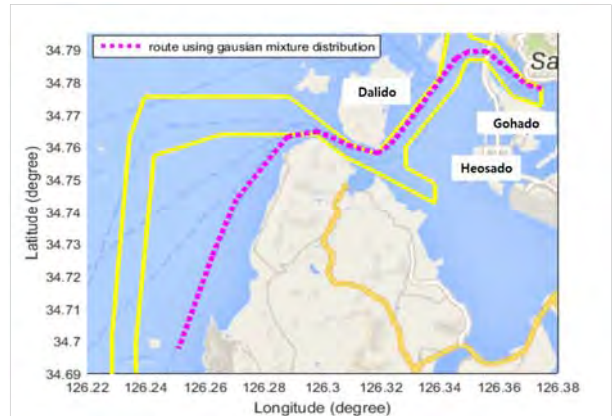 34.79
34.78
34.77
34.76
34.75
34.74
34.73
34.72
34.71
34.7
34.69
Latitude (degree)
route using gausian mixture distribution
Sa
Dalido
Gohado
Heosado
126.22 126.24 126.26 126.28 126.3 126.32 126.34 126.36 126.38
Longitude (degree)